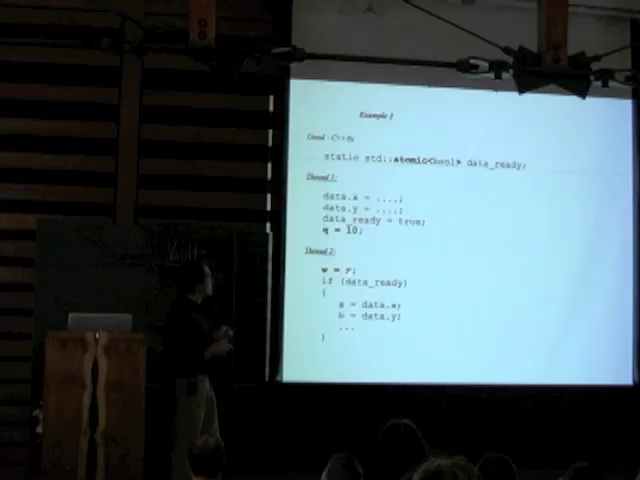 Example 3
Good - C++ 0x
static std::atomic<bool> data_ready;
Thread 1:
data.x = ....;
data.y = ....;
data_ready = true;
q = 10;
Thread 2:
w = r;
if (data_ready)
{
a = data.x;
b = data.y;
...
}